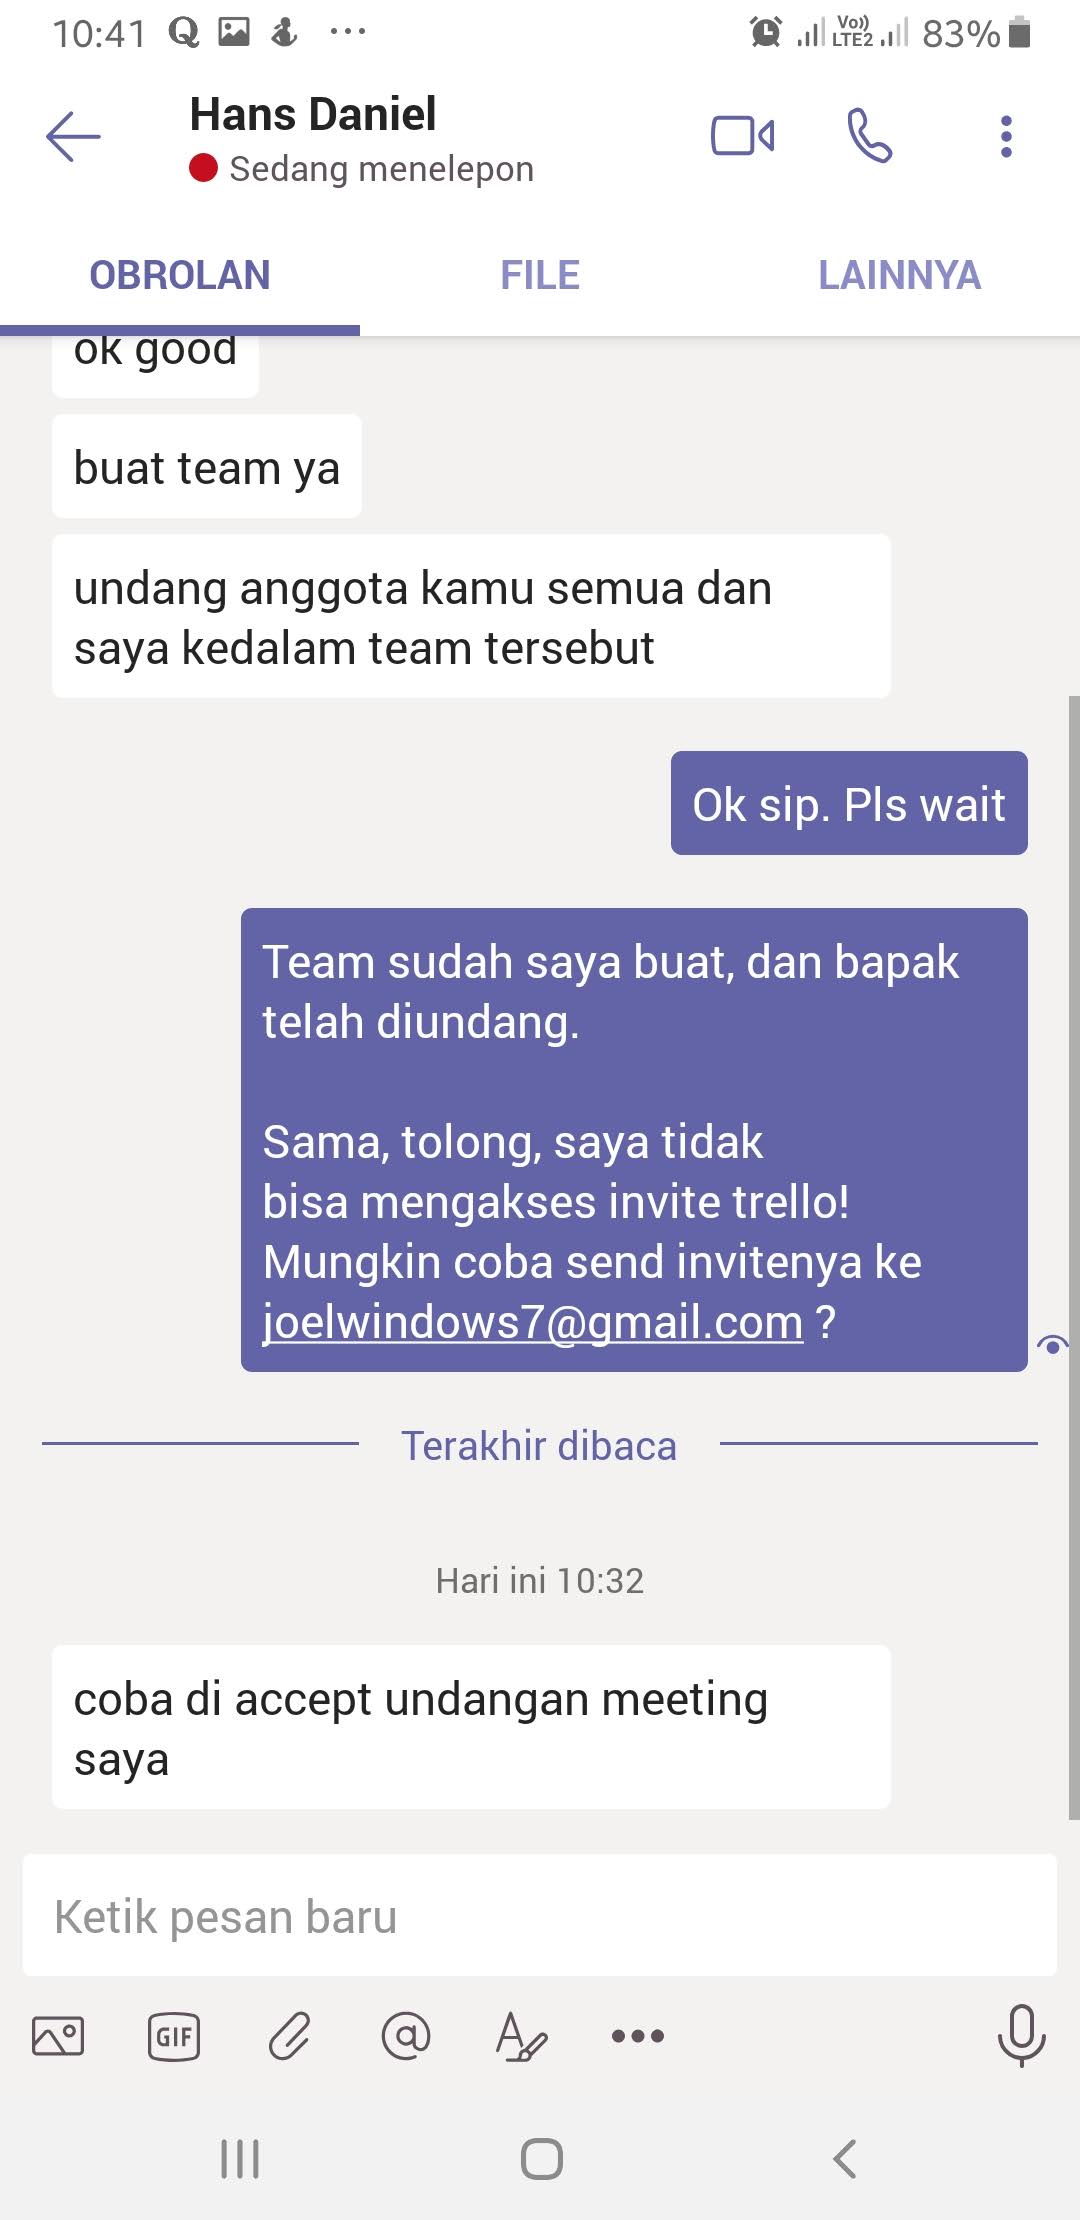 10:41
Vo))
LTE2
83%
Hans Daniel
Sedang menelepon
OBROLAN
FILE
LAINNYA
ok good
buat team ya
undang anggota kamu semua dan
saya kedalam team tersebut
Ok sip. Pls wait
Team sudah saya buat, dan bapak
telah diundang.
Sama, tolong, saya tidak
bisa mengakses invite trello!
Mungkin coba send invitenya ke
joelwindows7@gmail.com ?
Terakhir dibaca
Hari ini 10:32
coba di accept undangan meeting
saya
Ketik pesan baru
GIF